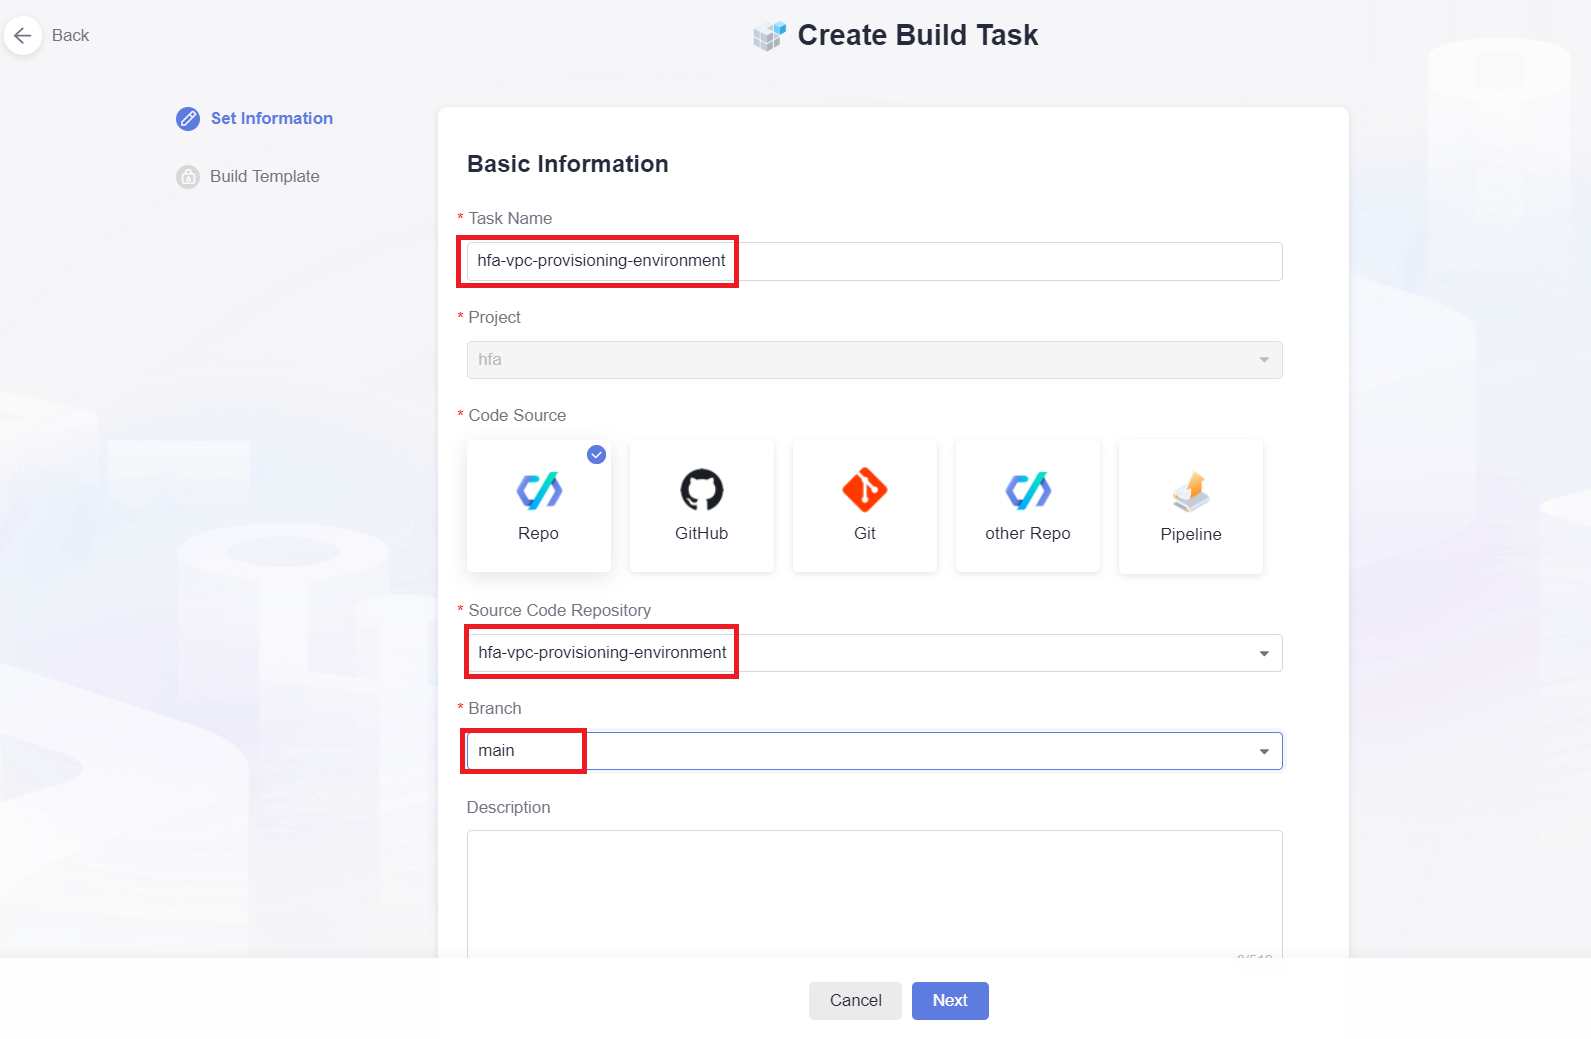 Back
Create Build Task
Set Information
Build Template
Basic Information
* Task Name
hfa-vpc-provisioning-environment
* Project
hfa
* Code Source
Repo
GitHub
Git
other Repo
Pipeline
* Source Code Repository
hfa-vpc-provisioning-environment
* Branch
main
Description
Cancel
Next